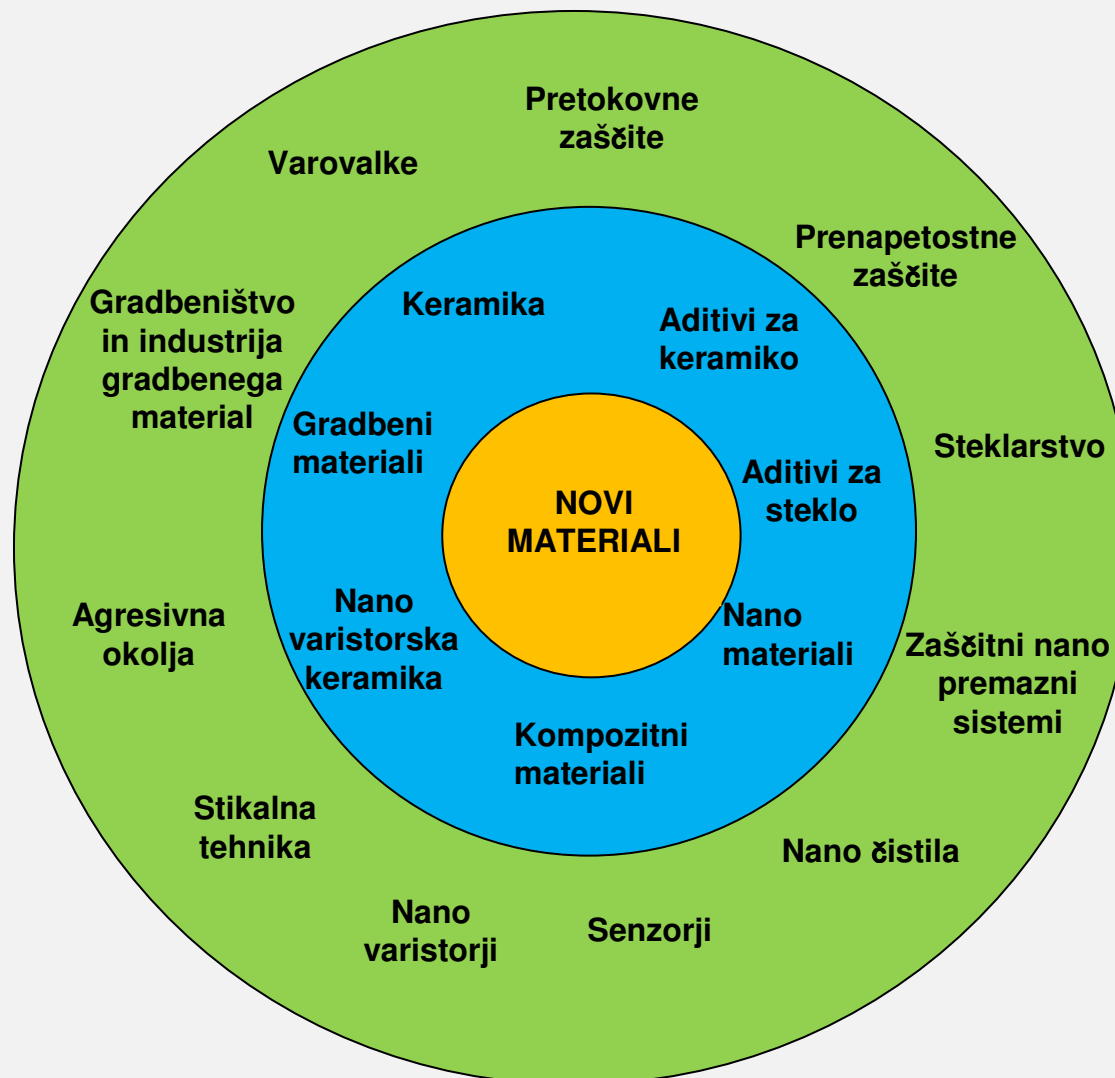 Pretokovne
zaščite
Varovalke
Prenapetostne
zaščite
Gradbeništvo
in industrija
gradbenega
material
Keramika
Aditivi za
keramiko
Gradbeni
materiali
Steklarstvo
Aditivi za
steklo
NOVI
MATERIALI
Agresivna
okolja
Nano
varistorska
keramika
Nano
materiali
Zaščitni nano
premazni
sistemi
Kompozitni
materiali
Stikalna
tehnika
Nano čistila
Nano
varistorji
Senzorji